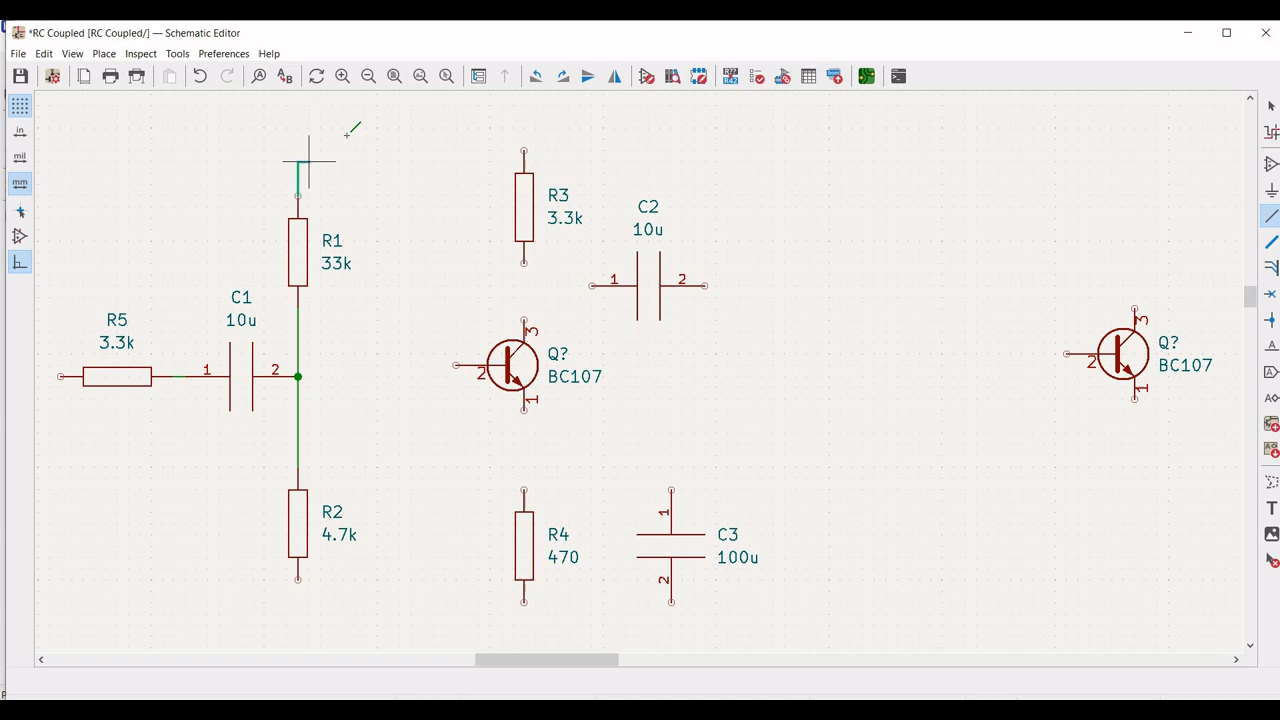 *RC Coupled [RC Coupled/] — Schematic Editor
File Edit View Place Inspect Tools Preferences Help
in
mil
mm
R1
33k
R3
3.3k
C2
10u
1
2
C1
10u
1
2
R5
3.3k
Q?
BC107
3
2
1
Q?
BC107
3
2
1
R2
4.7k
R4
470
C3
100u
1
2